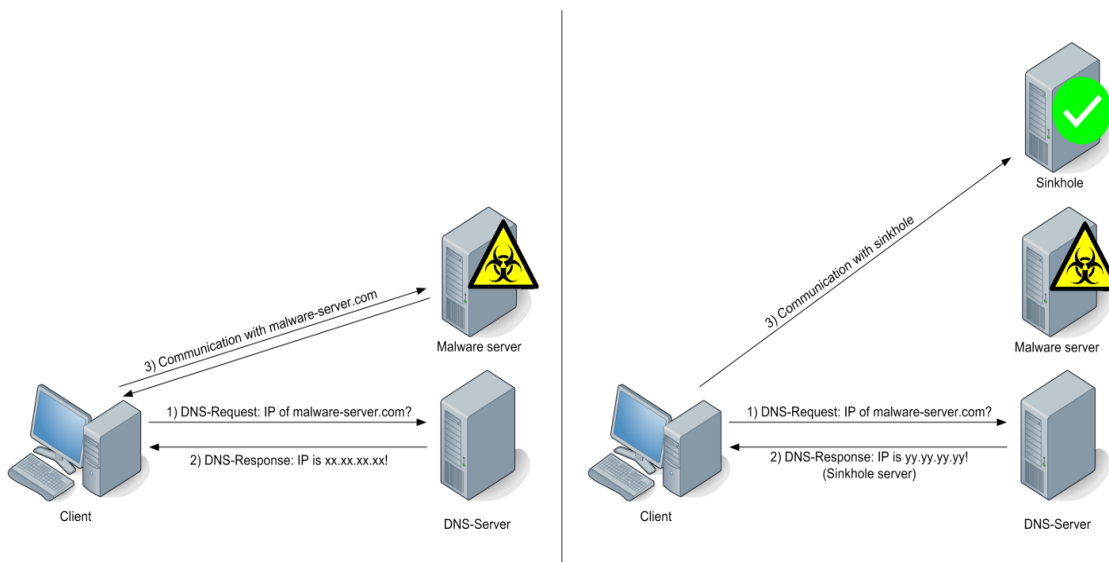 3) Communication with malware-server.com
Malware server
1) DNS-Request: IP of malware-server.com?
2) DNS-Response: IP is xx.xx.xx.xx!
Client
DNS-Server
Sinkhole
3) Communication with sinkhole
Malware server
1) DNS-Request: IP of malware-server.com?
2) DNS-Response: IP is yy.yy.yy.yy!
(Sinkhole server)
Client
DNS-Server